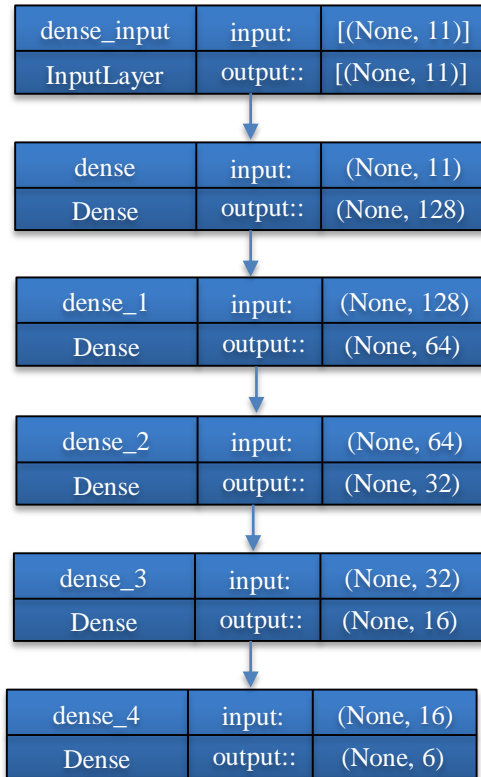 dense_input input: [(None, 11)]
InputLayer output:: [(None, 11)]
dense input: (None, 11)
Dense output:: (None, 128)
dense_1 input: (None, 128)
Dense output:: (None, 64)
dense_2 input: (None, 64)
Dense output:: (None, 32)
dense_3 input: (None, 32)
Dense output:: (None, 16)
dense_4 input: (None, 16)
Dense output:: (None, 6)